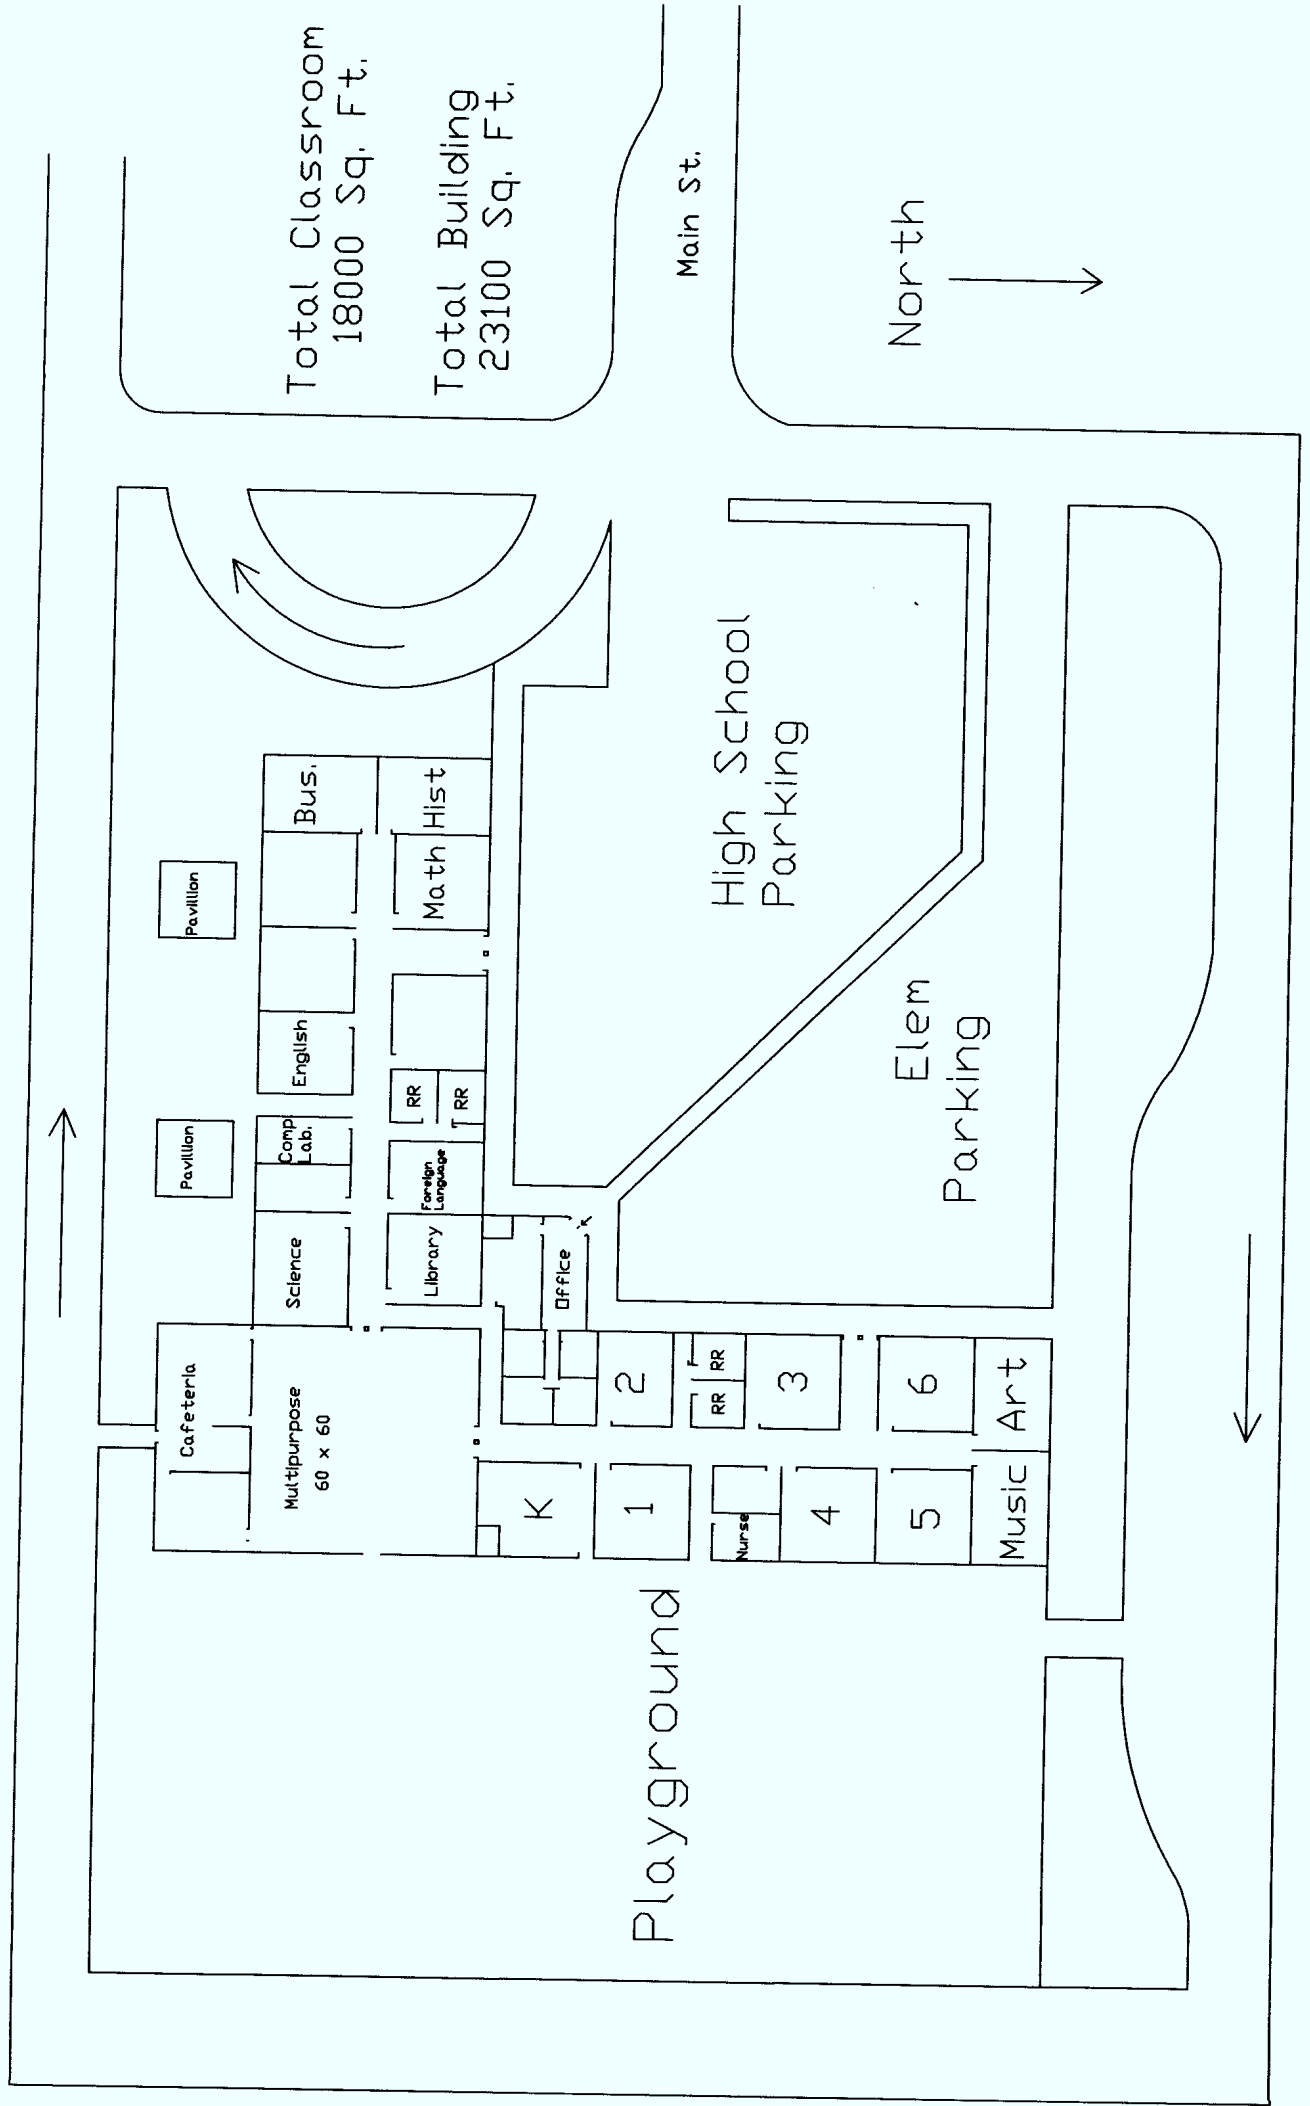 Total Classroom
18000 Sq. Ft.
Total Building
23100 Sq. Ft.
Main St.
North
Pavillion
Pavillion
Bus.
Hist
Math
English
RR
RR
Comp
Lab.
Foreign
Language
Science
Library
Office
Cafeteria
Multipurpose
60 x 60
High School
Parking
Elem
Parking
2
RR
RR
3
6
Art
K
1
Nurse
4
5
Music
Playground